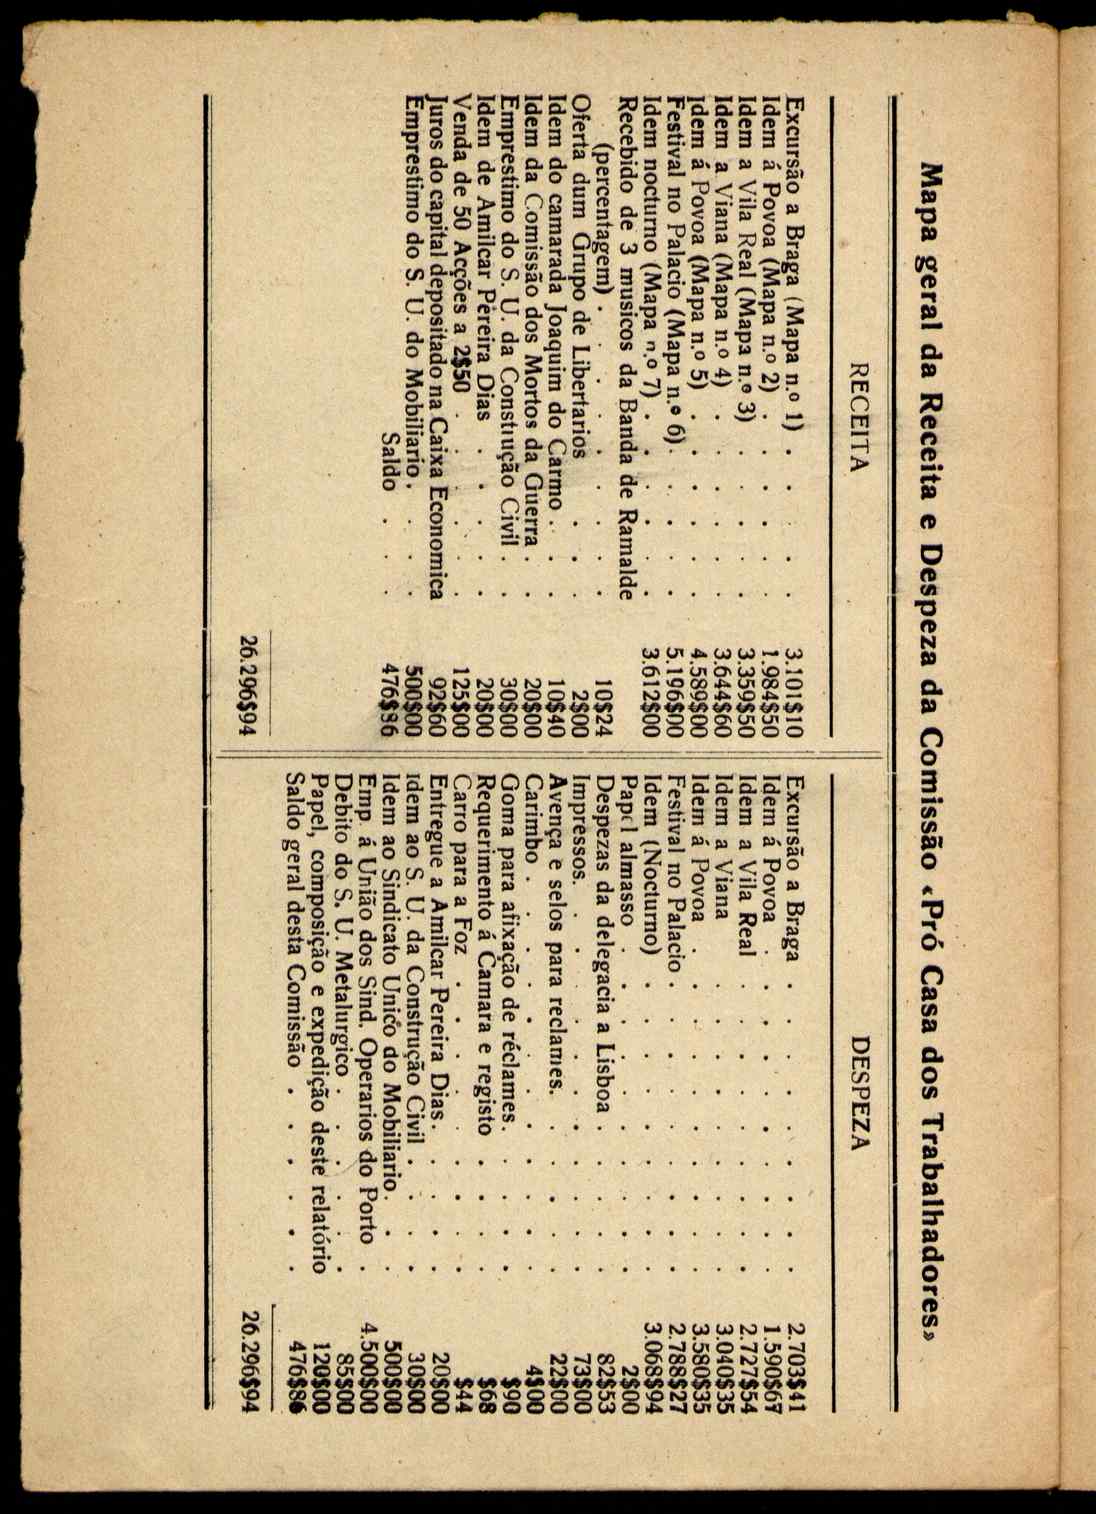 Mapa geral da Receita e Despeza da Comissão «Pró Casa dos Trabalhadores»
RECEITA
Excursão a Braga (Mapa n.º 1) . . . . 3.101$10
Idem á Povoa (Mapa n.º 2) . . . . . 1.984$50
Idem a Vila Real (Mapa n.º 3) . . . . 3.359$50
Idem a Viana (Mapa n.º 4) . . . . . 3.644$60
Idem á Povoa (Mapa n.º 5) . . . . . 4.589$00
Festival no Palacio (Mapa n.º 6) . . . . 5.196$00
Idem nocturno (Mapa n.º 7) . . . . . 3.612$00
Recebido de 3 musicos da Banda de Ramalde
(percentagem) . . . . . . . 10$24
Oferta dum Grupo de Libertarios . . . 2$00
Idem do camarada Joaquim do Carmo . . . 10$40
Idem da Comissão dos Mortos da Guerra . . 20$00
Emprestimo do S. U. da Construção Civil . . 30$00
Idem de Amilcar Pereira Dias . . . . 20$00
Venda de 50 Acções a 2$50 . . . . . 125$00
Juros do capital depositado na Caixa Economica 92$60
Emprestimo do S. U. do Mobiliario . . . . 500$00
Saldo . . . 476$86
26.296$94
DESPEZA
Excursão a Braga . . . . . . . . 2.703$41
Idem á Povoa . . . . . . . . . 1.590$67
Idem a Vila Real . . . . . . . . 2.727$54
Idem a Viana . . . . . . . . 3.040$35
Idem á Povoa . . . . . . . . . 3.580$35
Festival no Palacio . . . . . . . . 2.788$27
Idem (Nocturno) . . . . . . . . 3.068$94
Papel almasso . . . . . . . . . 2$00
Despezas da delegacia a Lisboa . . . . 82$53
Impressos. . . . . . . . . . . 73$00
Avença e selos para reclames. . . . . 22$00
Carimbo . . . . . . . . . . 4$00
Goma para afixação de réclames . . . . $90
Requerimento á Camara e registo . . . . $68
Carro para a Foz . . . . . . . . $44
Entregue a Amilcar Pereira Dias . . . . 20$00
Idem ao S. U. da Construção Civil . . . . 30$00
Idem ao Sindicato Unico do Mobiliario . . . 500$00
Emp. á União dos Sind. Operarios do Porto . 4.500$00
Debito do S. U. Metalurgico . . . . . 85$00
Papel, composição e expedição deste relatório 120$00
Saldo geral desta Comissão . . . . . . 476$86
26.296$94